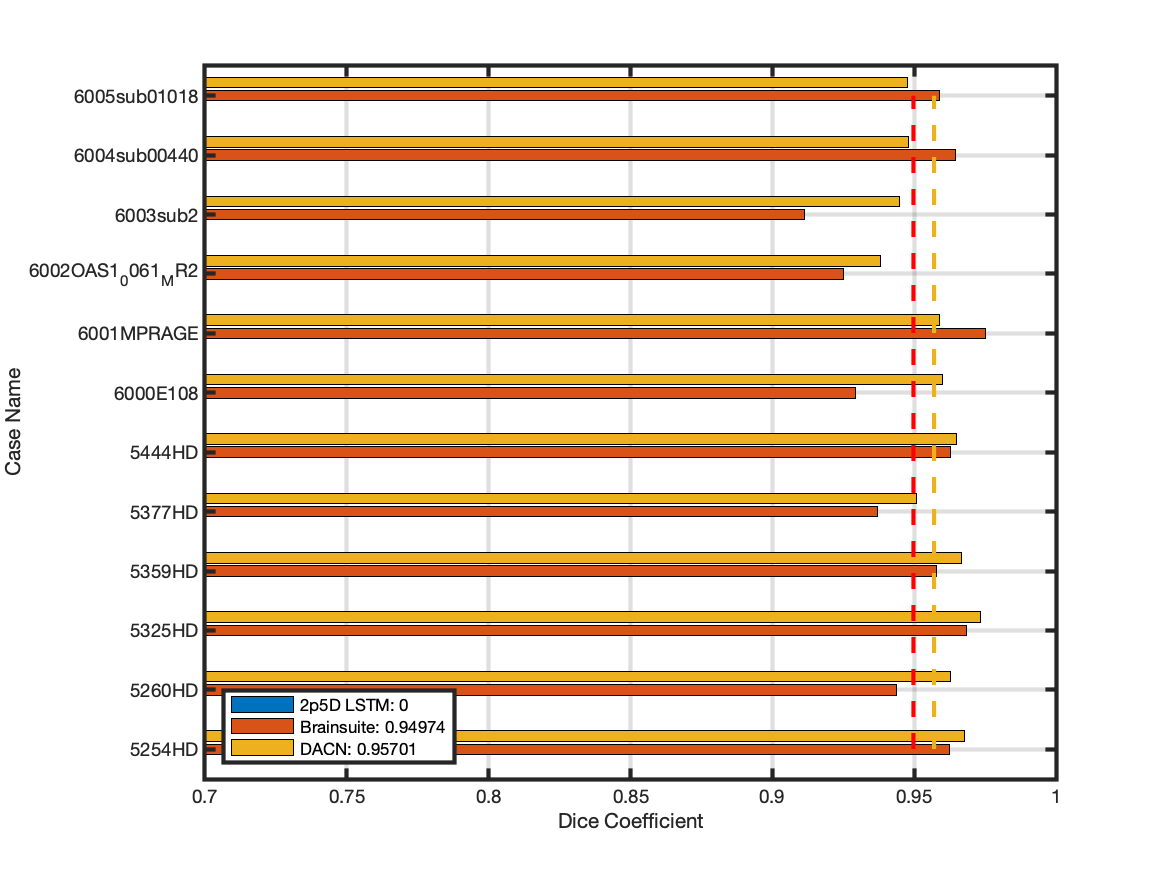 6005sub01018
6004sub00440
6003sub2
6002OAS1₀061ₘR2
6001MPRAGE
6000E108
5444HD
5377HD
5359HD
5325HD
5260HD
5254HD
Case Name
2p5D LSTM: 0
Brainsuite: 0.94974
DACN: 0.95701
0.7 0.75 0.8 0.85 0.9 0.95 1
Dice Coefficient